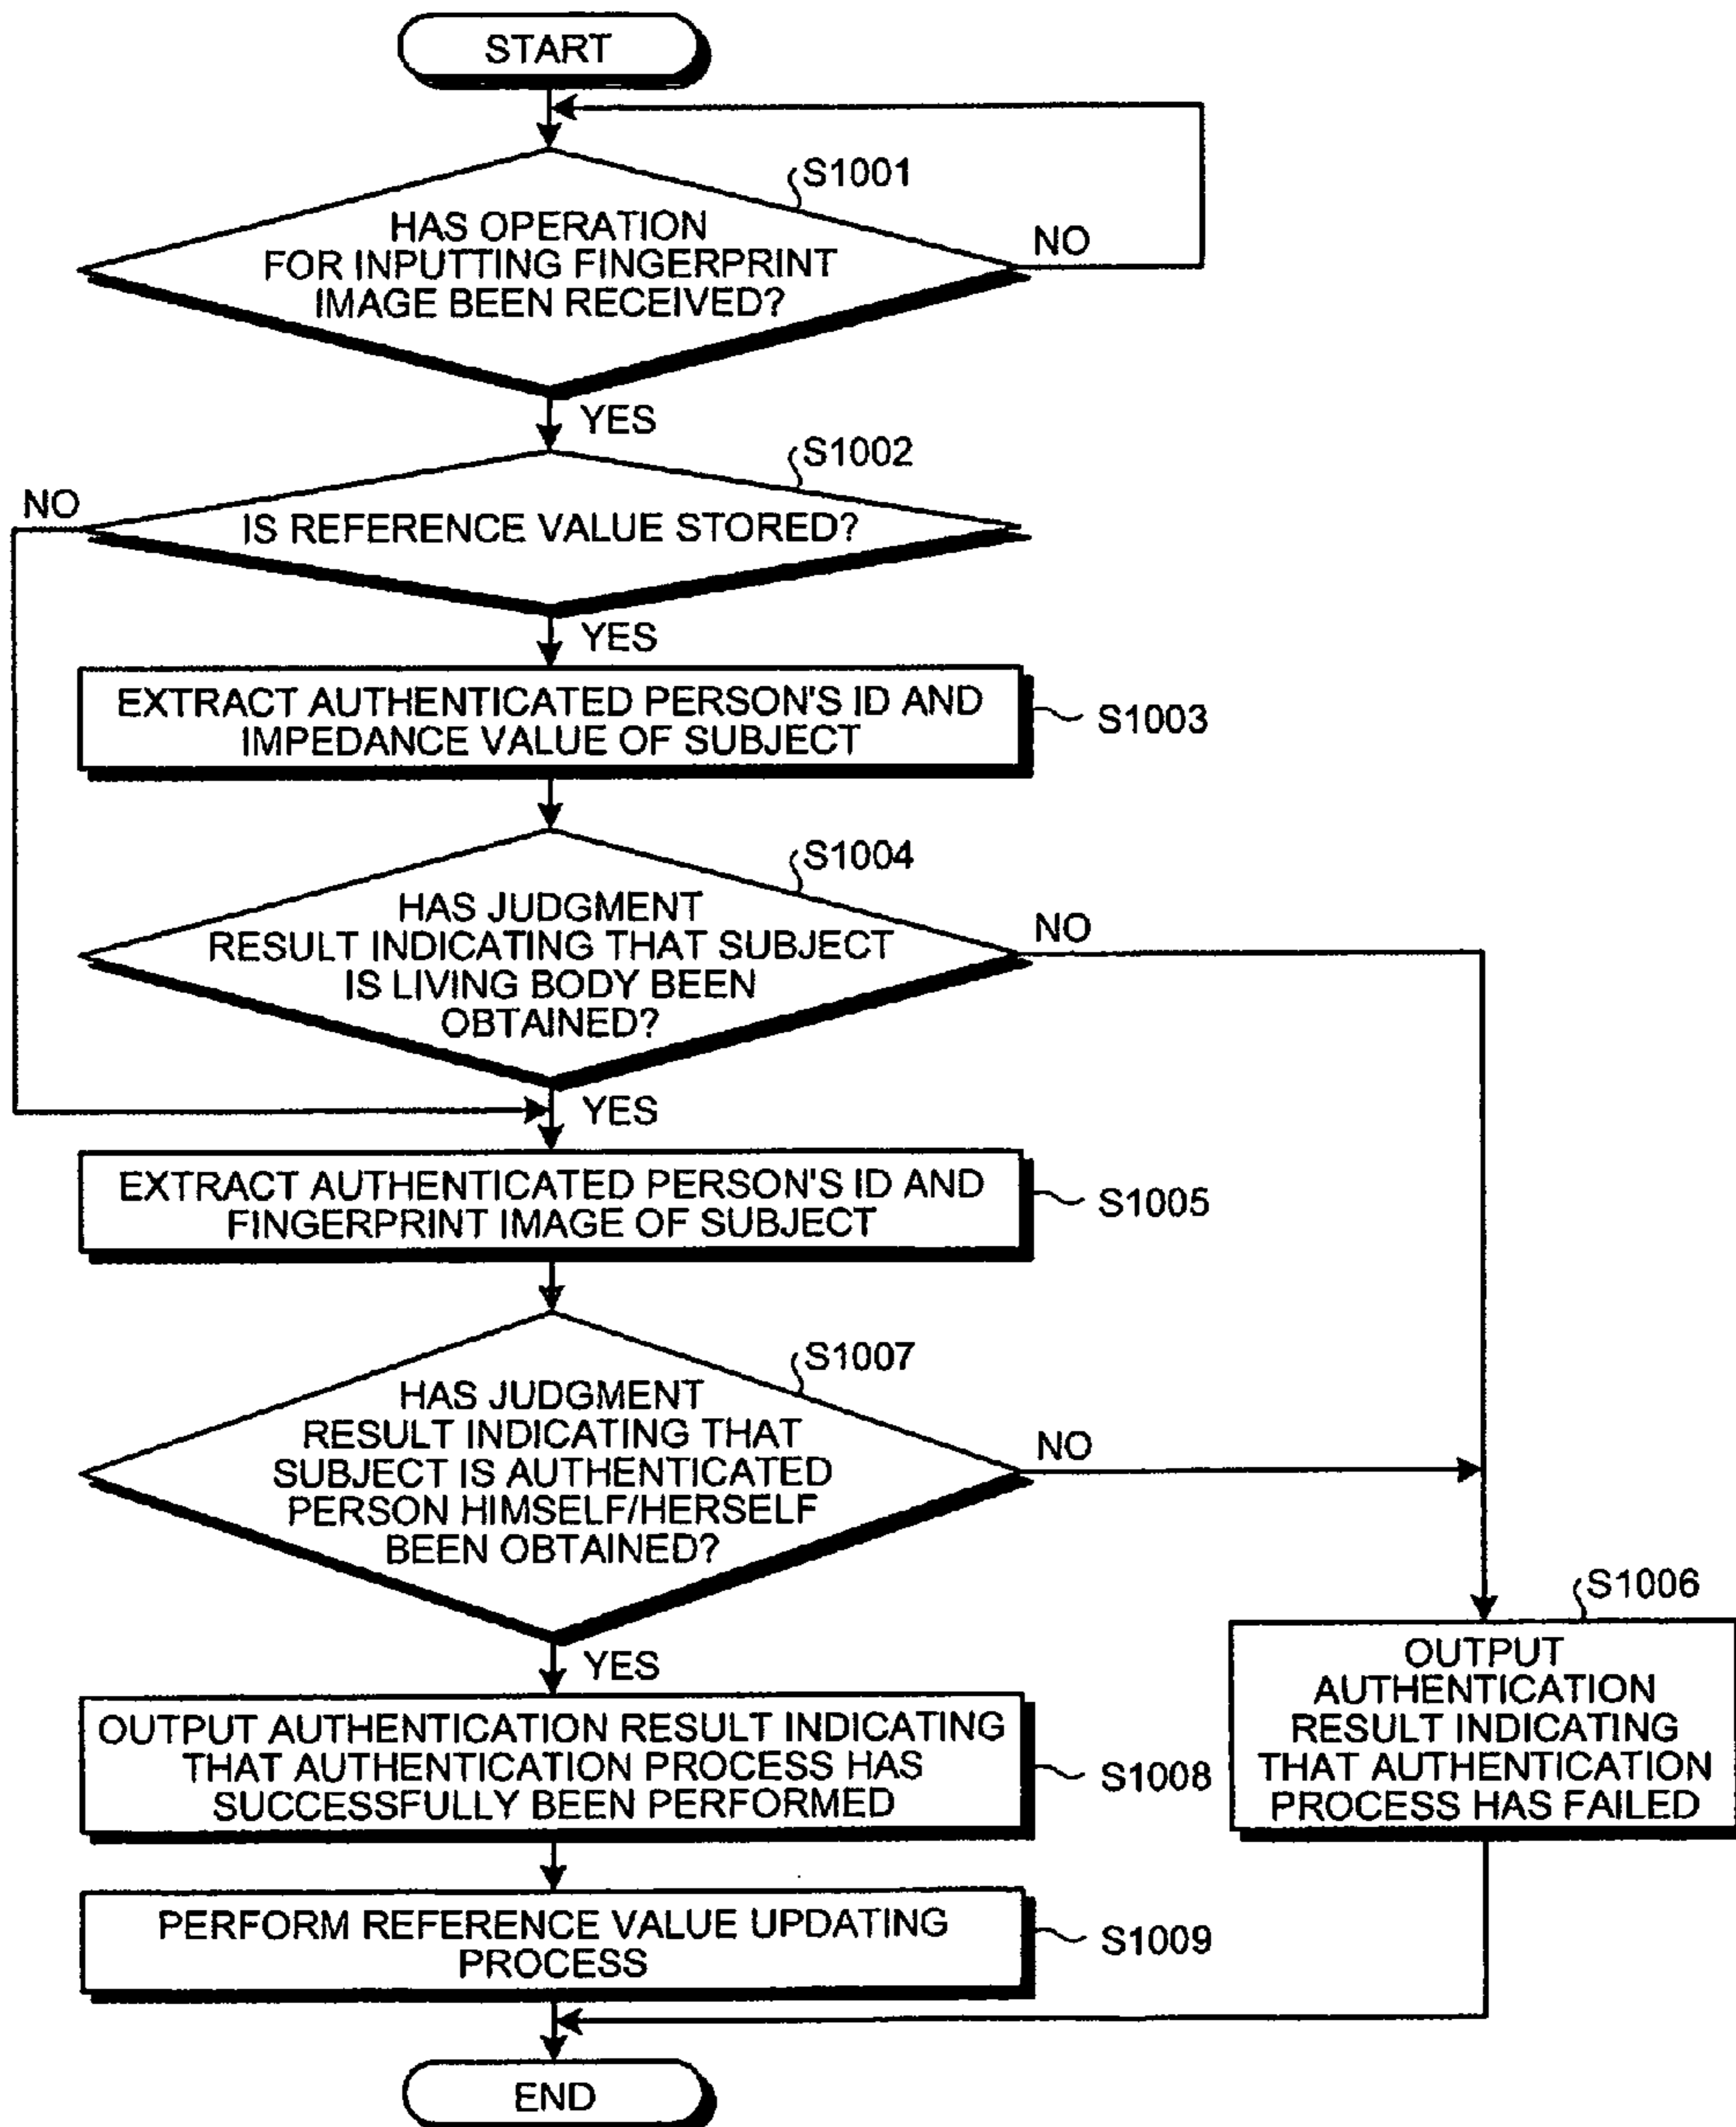 START
S1001
HAS OPERATION
FOR INPUTTING FINGERPRINT
IMAGE BEEN RECEIVED?
NO
YES
S1002
NO
IS REFERENCE VALUE STORED?
YES
EXTRACT AUTHENTICATED PERSON'S ID AND
IMPEDANCE VALUE OF SUBJECT
S1003
S1004
HAS JUDGMENT
RESULT INDICATING THAT SUBJECT
IS LIVING BODY BEEN
OBTAINED?
NO
YES
EXTRACT AUTHENTICATED PERSON'S ID AND
FINGERPRINT IMAGE OF SUBJECT
S1005
S1007
HAS JUDGMENT
RESULT INDICATING THAT
SUBJECT IS AUTHENTICATED
PERSON HIMSELF/HERSELF
BEEN OBTAINED?
NO
YES
S1006
OUTPUT
AUTHENTICATION
RESULT INDICATING
THAT AUTHENTICATION
PROCESS HAS FAILED
OUTPUT AUTHENTICATION RESULT INDICATING
THAT AUTHENTICATION PROCESS HAS
SUCCESSFULLY BEEN PERFORMED
S1008
PERFORM REFERENCE VALUE UPDATING
PROCESS
S1009
END